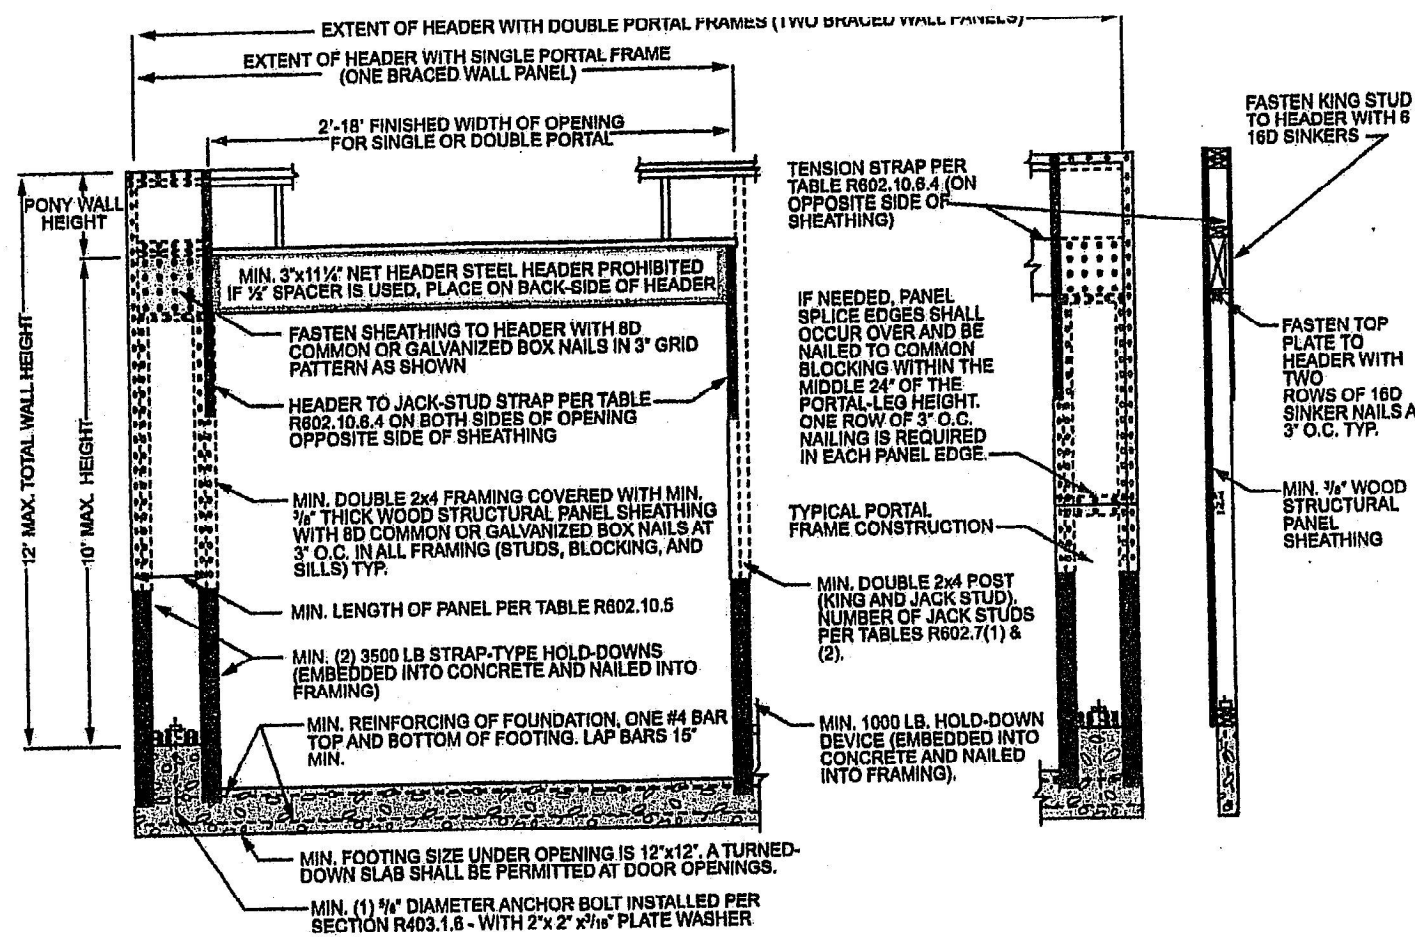 EXTENT OF HEADER WITH DOUBLE PORTAL FRAMES (TWO BRACED WALL PANELS)
EXTENT OF HEADER WITH SINGLE PORTAL FRAME
(ONE BRACED WALL PANEL)
2'-18' FINISHED WIDTH OF OPENING
FOR SINGLE OR DOUBLE PORTAL
PONY WALL
HEIGHT
12' MAX. TOTAL WALL HEIGHT
10' MAX. HEIGHT
MIN. 3"x11¼" NET HEADER STEEL HEADER PROHIBITED
IF ½" SPACER IS USED, PLACE ON BACK-SIDE OF HEADER
FASTEN SHEATHING TO HEADER WITH 8D
COMMON OR GALVANIZED BOX NAILS IN 3" GRID
PATTERN AS SHOWN
HEADER TO JACK-STUD STRAP PER TABLE
R602.10.6.4 ON BOTH SIDES OF OPENING
OPPOSITE SIDE OF SHEATHING
MIN. DOUBLE 2x4 FRAMING COVERED WITH MIN.
3/8" THICK WOOD STRUCTURAL PANEL SHEATHING
WITH 8D COMMON OR GALVANIZED BOX NAILS AT
3" O.C. IN ALL FRAMING (STUDS, BLOCKING, AND
SILLS) TYP.
MIN. LENGTH OF PANEL PER TABLE R602.10.5
MIN. (2) 3500 LB STRAP-TYPE HOLD-DOWNS
(EMBEDDED INTO CONCRETE AND NAILED INTO
FRAMING)
MIN. REINFORCING OF FOUNDATION, ONE #4 BAR
TOP AND BOTTOM OF FOOTING. LAP BARS 15"
MIN.
MIN. FOOTING SIZE UNDER OPENING IS 12"x12". A TURNED-
DOWN SLAB SHALL BE PERMITTED AT DOOR OPENINGS.
MIN. (1) 5/8" DIAMETER ANCHOR BOLT INSTALLED PER
SECTION R403.1.6 - WITH 2"x 2" x3/16" PLATE WASHER
TENSION STRAP PER
TABLE R602.10.6.4 (ON
OPPOSITE SIDE OF
SHEATHING)
IF NEEDED, PANEL
SPLICE EDGES SHALL
OCCUR OVER AND BE
NAILED TO COMMON
BLOCKING WITHIN THE
MIDDLE 24" OF THE
PORTAL-LEG HEIGHT.
ONE ROW OF 3" O.C.
NAILING IS REQUIRED
IN EACH PANEL EDGE.
TYPICAL PORTAL
FRAME CONSTRUCTION
MIN. DOUBLE 2x4 POST
(KING AND JACK STUD).
NUMBER OF JACK STUDS
PER TABLES R602.7(1) &
(2).
MIN. 1000 LB. HOLD-DOWN
DEVICE (EMBEDDED INTO
CONCRETE AND NAILED
INTO FRAMING).
FASTEN KING STUD
TO HEADER WITH 6
16D SINKERS
FASTEN TOP
PLATE TO
HEADER WITH
TWO
ROWS OF 16D
SINKER NAILS A
3" O.C. TYP.
MIN. 3/8" WOOD
STRUCTURAL
PANEL
SHEATHING